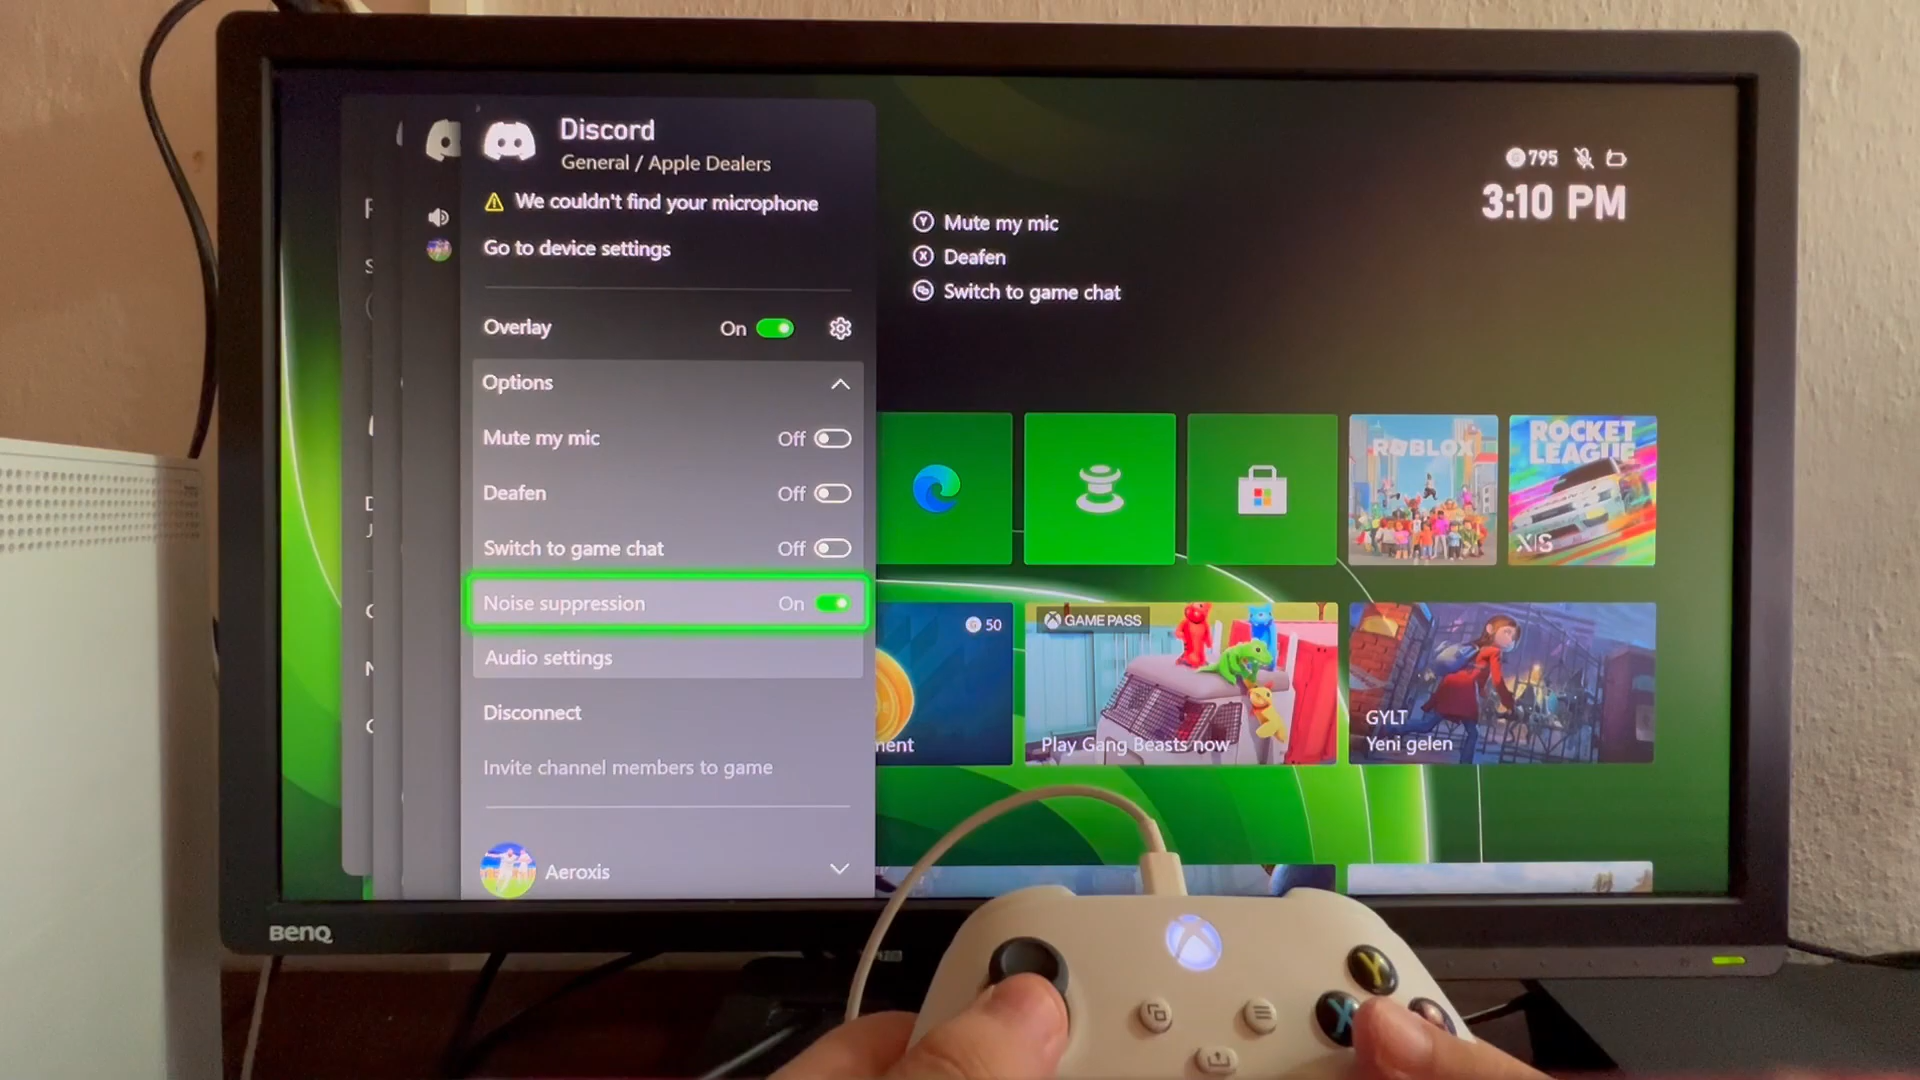 Discord
General / Apple Dealers
We couldn't find your microphone
Go to device settings
Overlay
On
Options
Mute my mic
Off
Deafen
Off
Switch to game chat
Off
Noise suppression
On
Audio settings
Disconnect
Invite channel members to game
Aeroxis
Y Mute my mic
X Deafen
Switch to game chat
795
3:10 PM
ROBLOX
ROCKET
LEAGUE
X|S
50
ment
GAME PASS
Play Gang Beasts now
GYLT
Yeni gelen
BenQ
Y
X